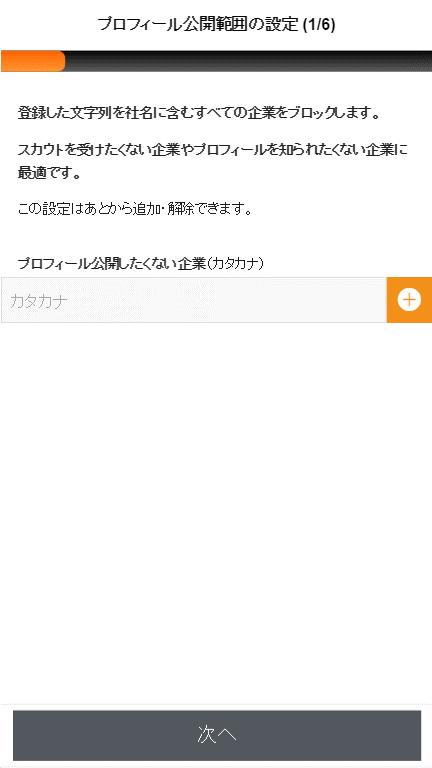 プロフィール公開範囲の設定 (1/6)
登録した文字列を社名に含むすべての企業をブロックします。
スカウトを受けたくない企業やプロフィールを知られたくない企業に
最適です。
この設定はあとから追加・解除できます。
プロフィール公開したくない企業(カタカナ)
カタカナ
次へ